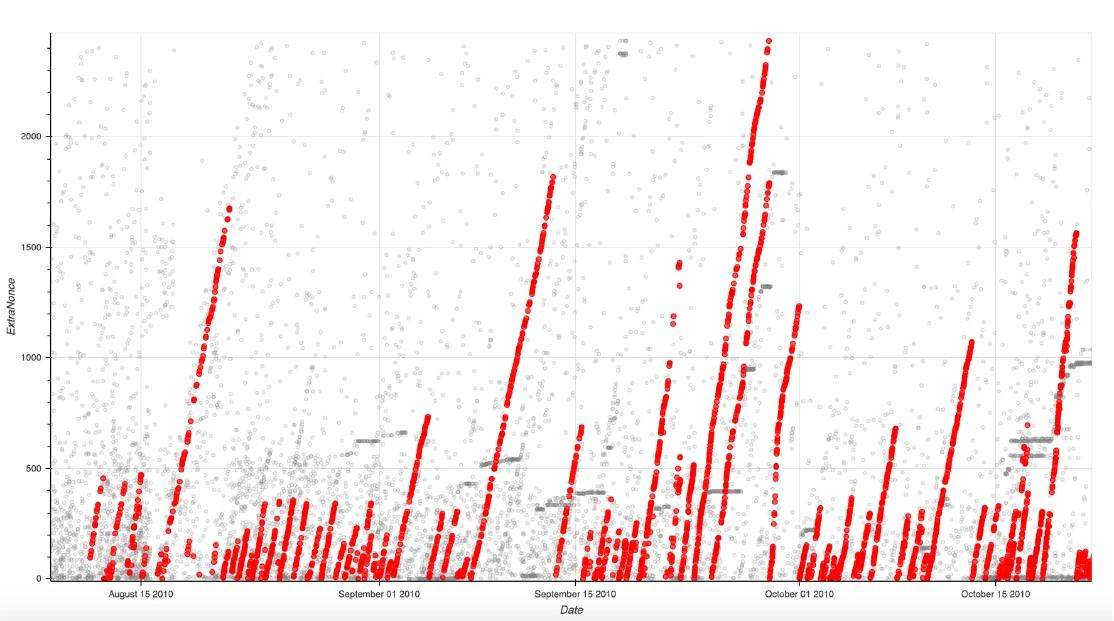 ExtraNonce
2000
1500
1000
500
0
August 15 2010
September 01 2010
September 15 2010
October 01 2010
October 15 2010
Date